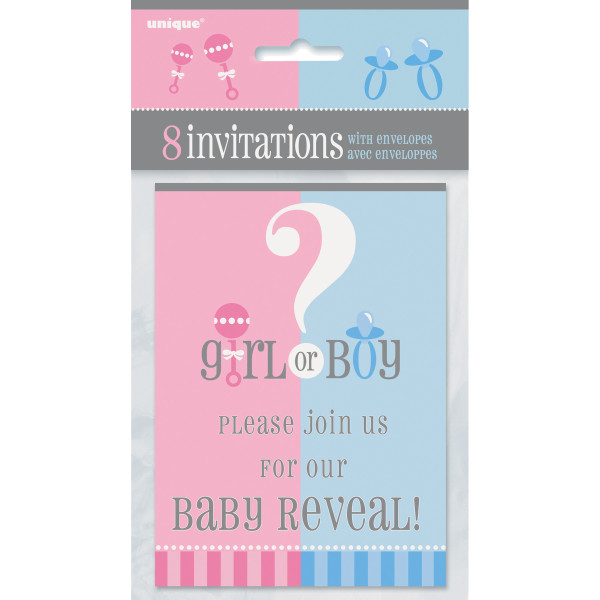 unique®
8 invitations
with envelopes
avec enveloppes
?
GiRL or BOY
PLEASE JOIN US
FOR OUR
BABY REVEAL!